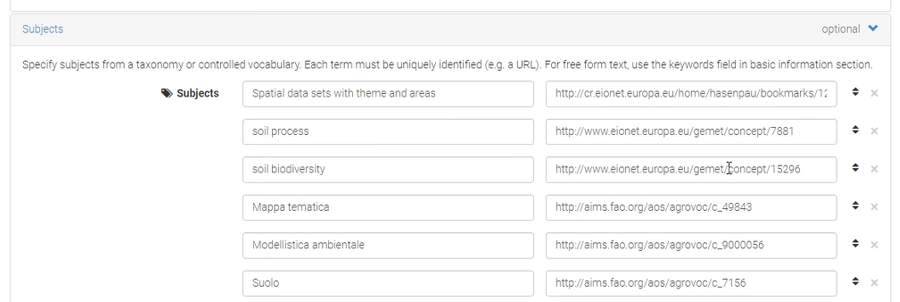 Subjects optional
Specify subjects from a taxonomy or controlled vocabulary. Each term must be uniquely identified (e.g. a URL). For free form text, use the keywords field in basic information section.
Subjects Spatial data sets with theme and areas http://cr.eionet.europa.eu/home/hasenpau/bookmarks/12
soil process http://www.eionet.europa.eu/gemet/concept/7881
soil biodiversity http://www.eionet.europa.eu/gemet/concept/15296
Mappa tematica http://aims.fao.org/aos/agrovoc/c_49843
Modellistica ambientale http://aims.fao.org/aos/agrovoc/c_9000056
Suolo http://aims.fao.org/aos/agrovoc/c_7156